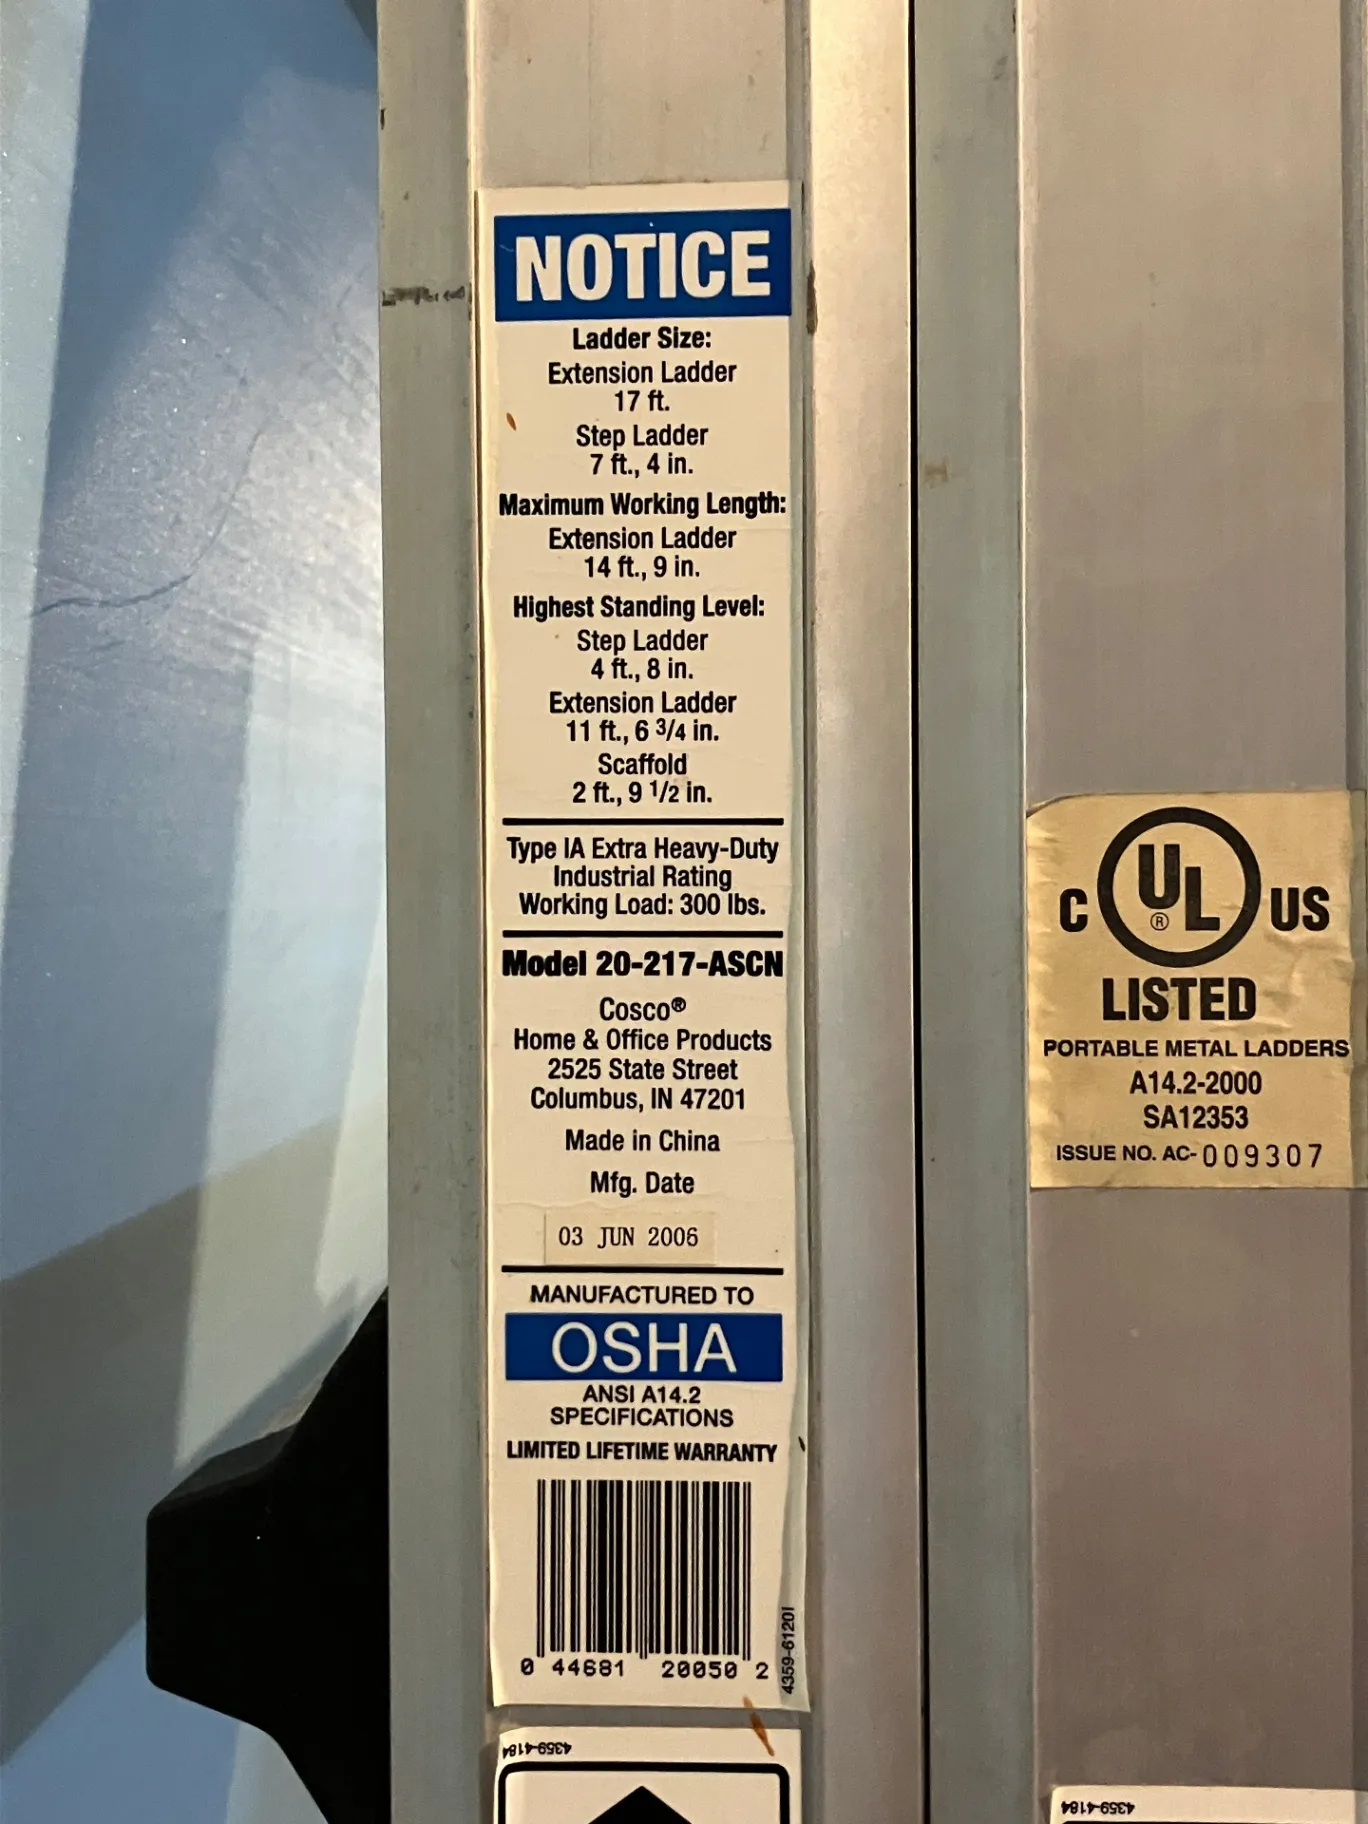 NOTICE
Ladder Size:
Extension Ladder
17 ft.
Step Ladder
7 ft., 4 in.
Maximum Working Length:
Extension Ladder
14 ft., 9 in.
Highest Standing Level:
Step Ladder
4 ft., 8 in.
Extension Ladder
11 ft., 6 3/4 in.
Scaffold
2 ft., 9 1/2 in.
Type IA Extra Heavy-Duty
Industrial Rating
Working Load: 300 lbs.
Model 20-217-ASCN
Cosco®
Home & Office Products
2525 State Street
Columbus, IN 47201
Made in China
Mfg. Date
03 JUN 2006
MANUFACTURED TO
OSHA
ANSI A14.2
SPECIFICATIONS
LIMITED LIFETIME WARRANTY
0 44681 20050 2
4359-6120I
4359-4184
C UL® US
LISTED
PORTABLE METAL LADDERS
A14.2-2000
SA12353
ISSUE NO. AC-009307
4359-4184